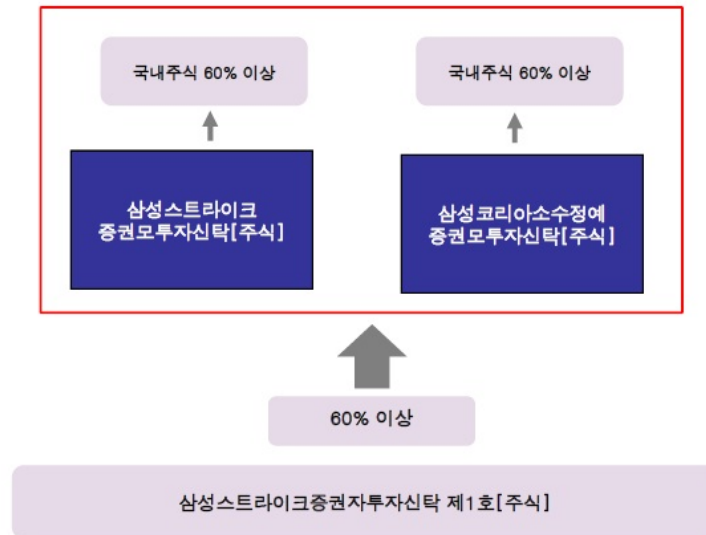 국내주식 60% 이상
국내주식 60% 이상
삼성스트라이크
증권모투자신탁[주식]
삼성코리아소수정예
증권모투자신탁[주식]
60% 이상
삼성스트라이크증권자투자신탁 제1호[주식]